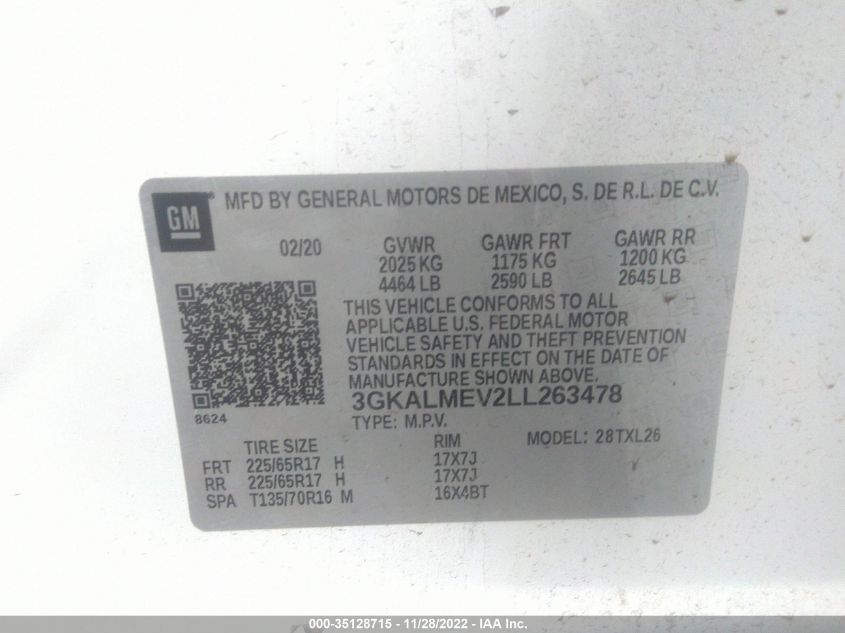 GM
MFD BY GENERAL MOTORS DE MEXICO, S. DE R.L. DE C.V.
02/20 GVWR GAWR FRT GAWR RR
2025 KG 1175 KG 1200 KG
4464 LB 2590 LB 2645 LB
THIS VEHICLE CONFORMS TO ALL
APPLICABLE U.S. FEDERAL MOTOR
VEHICLE SAFETY AND THEFT PREVENTION
STANDARDS IN EFFECT ON THE DATE OF
MANUFACTURE SHOWN ABOVE.
8624
3GKALMEV2LL263478
TYPE: M.P.V. MODEL: 28TXL26
TIRE SIZE RIM
FRT 225/65R17 H 17X7J
RR 225/65R17 H 17X7J
SPA T135/70R16 M 16X4BT
000-35128715 - 11/28/2022 - IAA Inc.